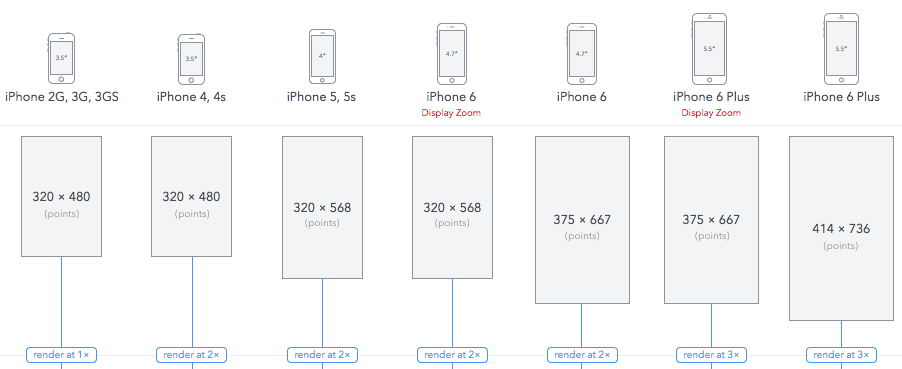 3.5"
3.5"
4"
4.7"
4.7"
5.5"
5.5"
iPhone 2G, 3G, 3GS
iPhone 4, 4s
iPhone 5, 5s
iPhone 6
Display Zoom
iPhone 6
iPhone 6 Plus
Display Zoom
iPhone 6 Plus
320 × 480
(points)
320 × 480
(points)
320 × 568
(points)
320 × 568
(points)
375 × 667
(points)
375 × 667
(points)
414 × 736
(points)
render at 1×
render at 2×
render at 2×
render at 2×
render at 2×
render at 3×
render at 3×